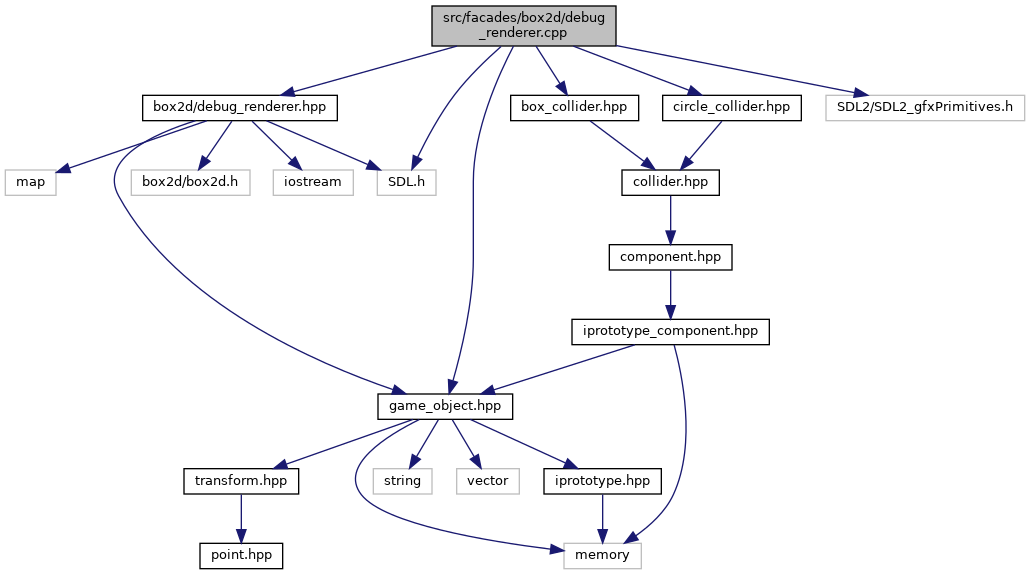 src/facades/box2d/debug
_renderer.cpp
box2d/debug_renderer.hpp
box_collider.hpp
circle_collider.hpp
SDL2/SDL2_gfxPrimitives.h
map
box2d/box2d.h
iostream
SDL.h
collider.hpp
component.hpp
iprototype_component.hpp
game_object.hpp
transform.hpp
string
vector
iprototype.hpp
point.hpp
memory